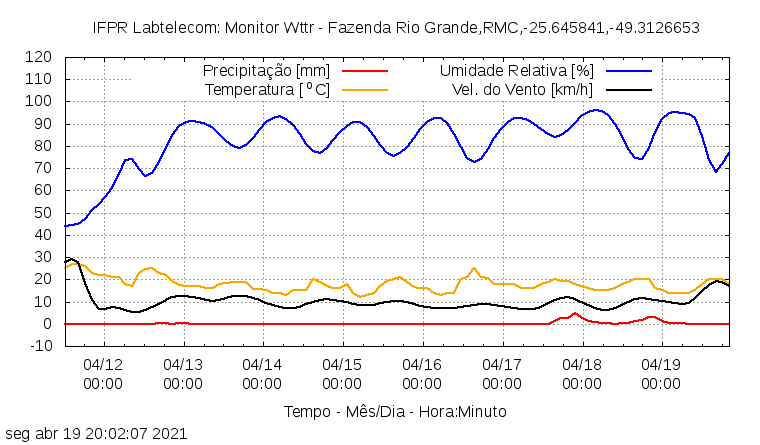 IFPR Labtelecom: Monitor Wttr - Fazenda Rio Grande,RMC,-25.645841,-49.3126653
120
110
100
90
80
70
60
50
40
30
20
10
0
-10
Precipitação [mm]
Temperatura [⁰C]
Umidade Relativa [%]
Vel. do Vento [km/h]
04/12 04/13 04/14 04/15 04/16 04/17 04/18 04/19
00:00 00:00 00:00 00:00 00:00 00:00 00:00 00:00
Tempo - Mês/Dia - Hora:Minuto
seg abr 19 20:02:07 2021